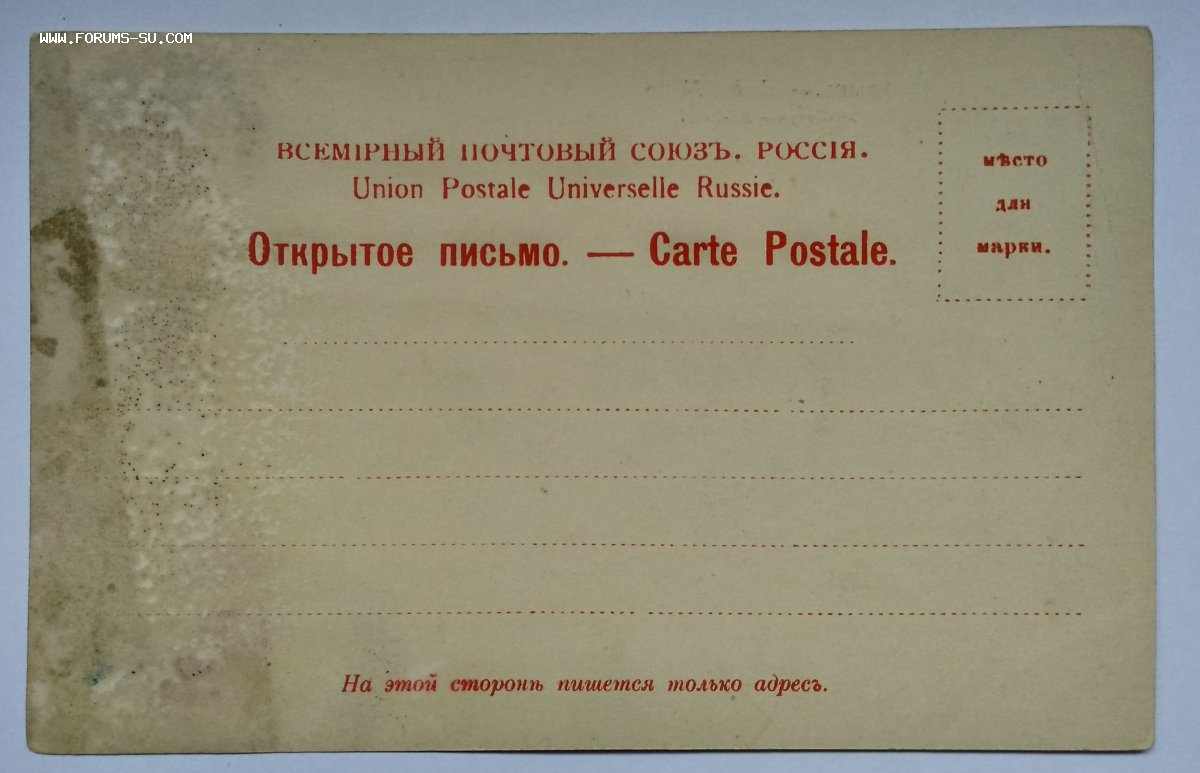 WWW.FORUMS-SU.COM
ВСЕМІРНЫЙ ПОЧТОВЫЙ СОЮЗЪ. РОССІЯ.
Union Postale Universelle Russie.
Открытое письмо. — Carte Postale.
мѣсто
для
марки.
На этой сторонѣ пишется только адресъ.